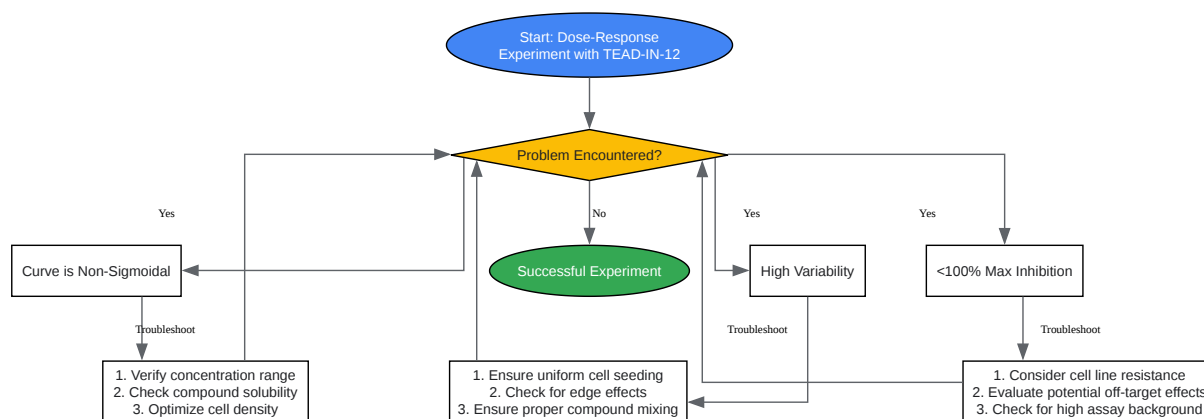 Start: Dose-Response
Experiment with TEAD-IN-12
Problem Encountered?
Yes
No
Yes
Yes
Curve is Non-Sigmoidal
Successful Experiment
High Variability
<100% Max Inhibition
Troubleshoot
Troubleshoot
Troubleshoot
1. Verify concentration range
2. Check compound solubility
3. Optimize cell density
1. Ensure uniform cell seeding
2. Check for edge effects
3. Ensure proper compound mixing
1. Consider cell line resistance
2. Evaluate potential off-target effects
3. Check for high assay background